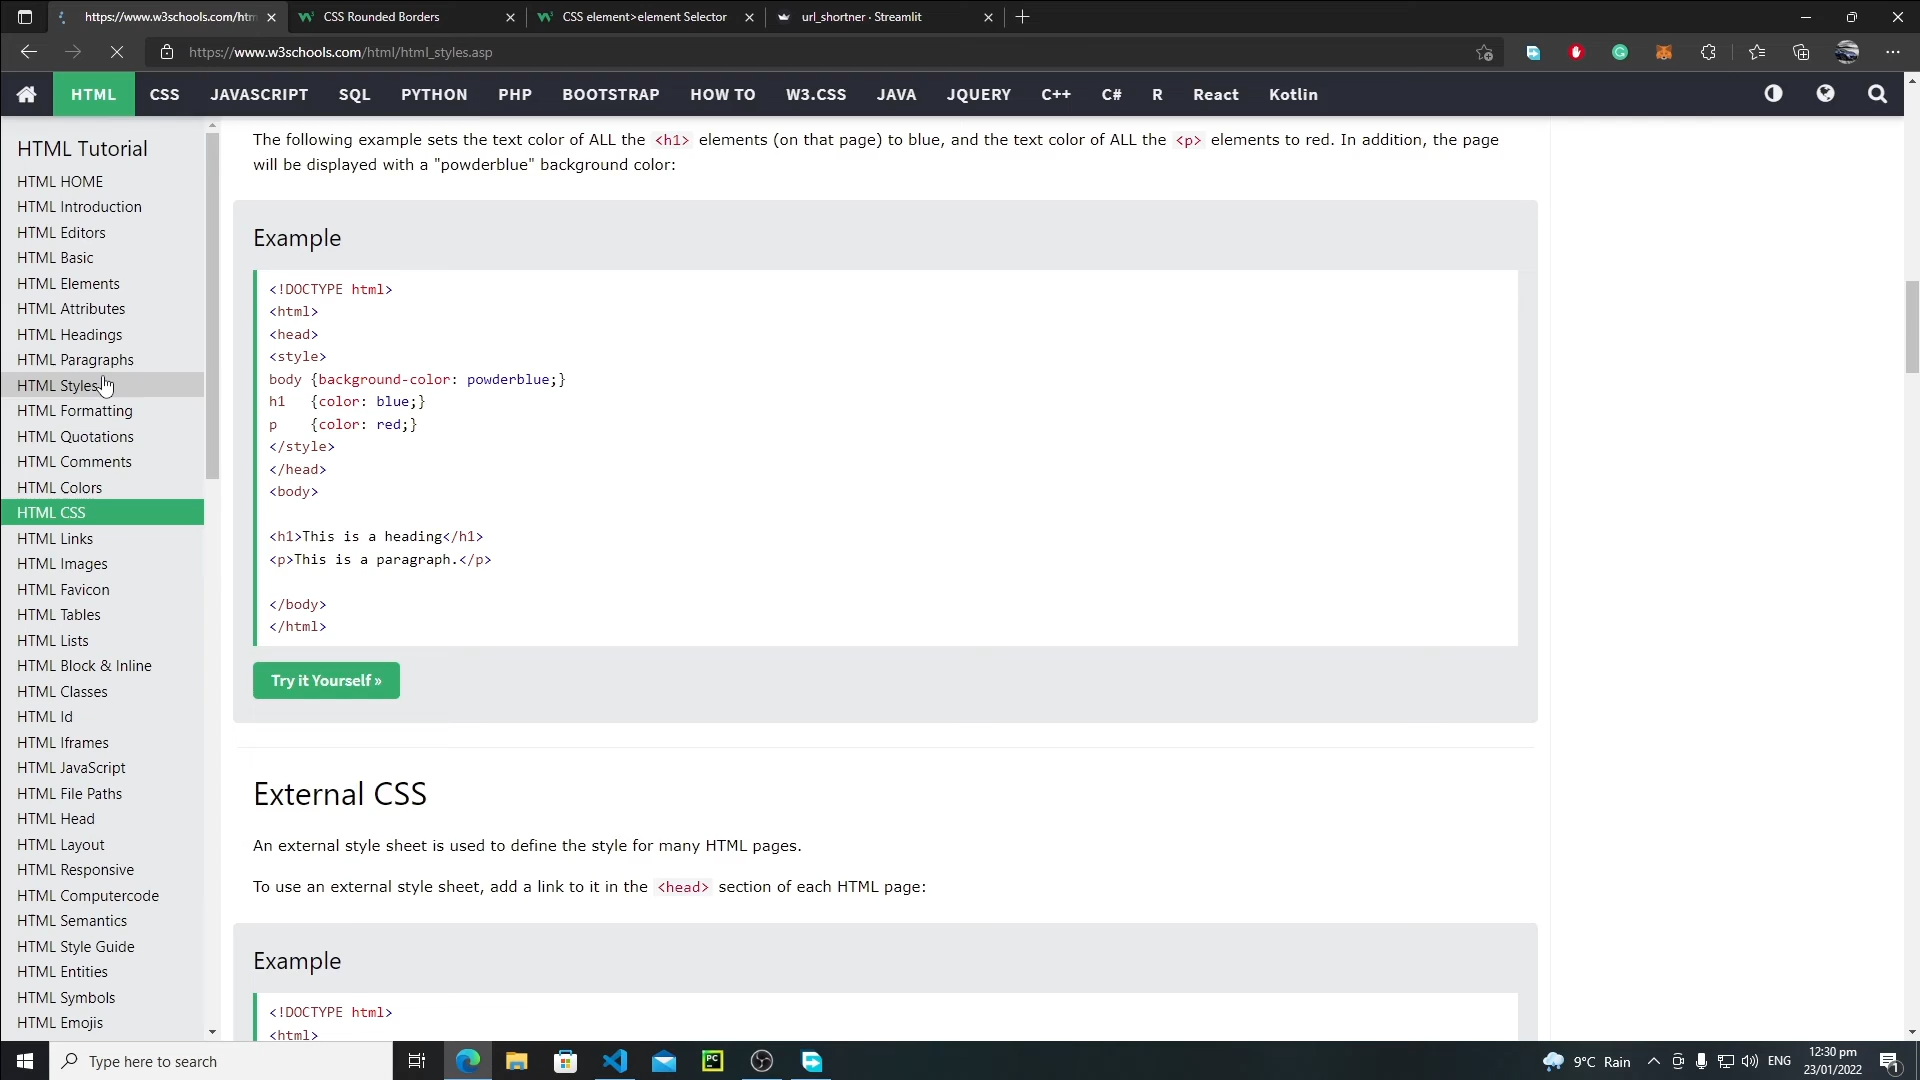 https://www.w3schools.com/htm
CSS Rounded Borders
CSS element>element Selector
url_shortner · Streamlit
https://www.w3schools.com/html/html_styles.asp
HTML CSS JAVASCRIPT SQL PYTHON PHP BOOTSTRAP HOW TO W3.CSS JAVA JQUERY C++ C# R React Kotlin
HTML Tutorial
HTML HOME
HTML Introduction
HTML Editors
HTML Basic
HTML Elements
HTML Attributes
HTML Headings
HTML Paragraphs
HTML Styles
HTML Formatting
HTML Quotations
HTML Comments
HTML Colors
HTML CSS
HTML Links
HTML Images
HTML Favicon
HTML Tables
HTML Lists
HTML Block & Inline
HTML Classes
HTML Id
HTML Iframes
HTML JavaScript
HTML File Paths
HTML Head
HTML Layout
HTML Responsive
HTML Computercode
HTML Semantics
HTML Style Guide
HTML Entities
HTML Symbols
HTML Emojis
The following example sets the text color of ALL the <h1> elements (on that page) to blue, and the text color of ALL the <p> elements to red. In addition, the page
will be displayed with a "powderblue" background color:
Example
<!DOCTYPE html>
<html>
<head>
<style>
body {background-color: powderblue;}
h1 {color: blue;}
p {color: red;}
</style>
</head>
<body>
<h1>This is a heading</h1>
<p>This is a paragraph.</p>
</body>
</html>
Try it Yourself »
External CSS
An external style sheet is used to define the style for many HTML pages.
To use an external style sheet, add a link to it in the <head> section of each HTML page:
Example
<!DOCTYPE html>
<html>
Type here to search
PC
9°C Rain
ENG
12:30 pm
23/01/2022
1